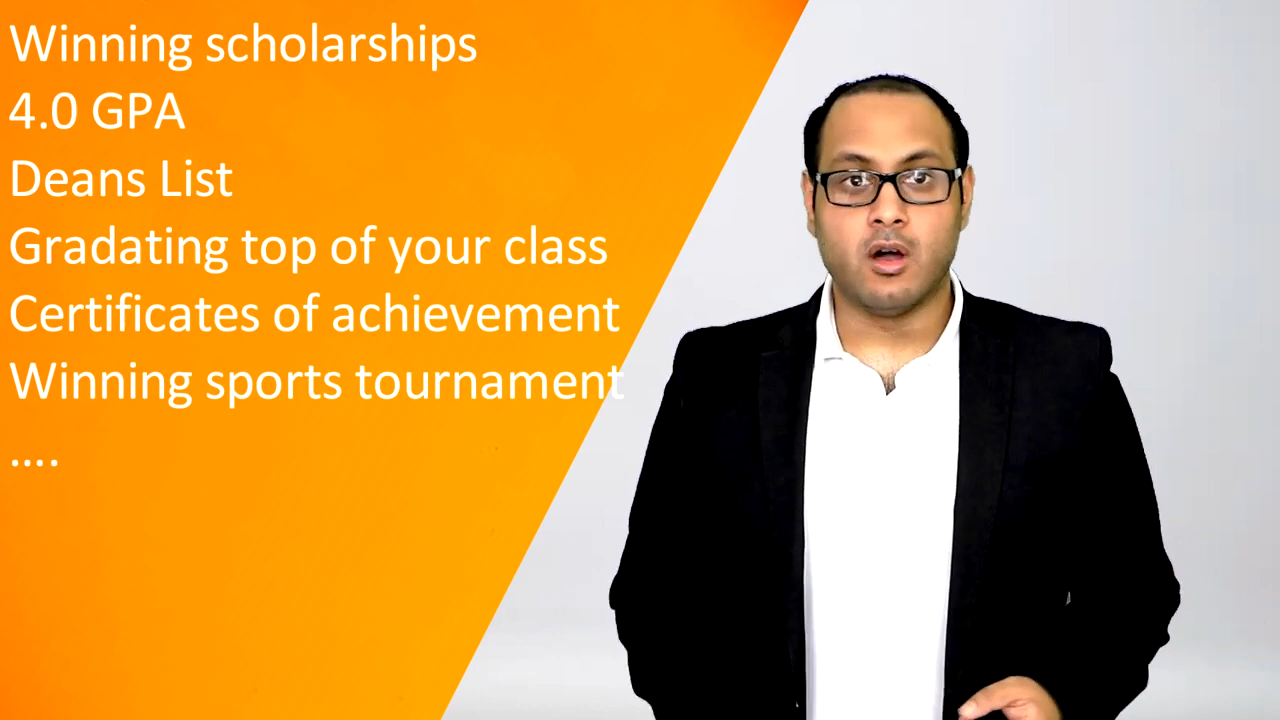 Winning scholarships
4.0 GPA
Deans List
Gradating top of your class
Certificates of achievement
Winning sports tournament
....